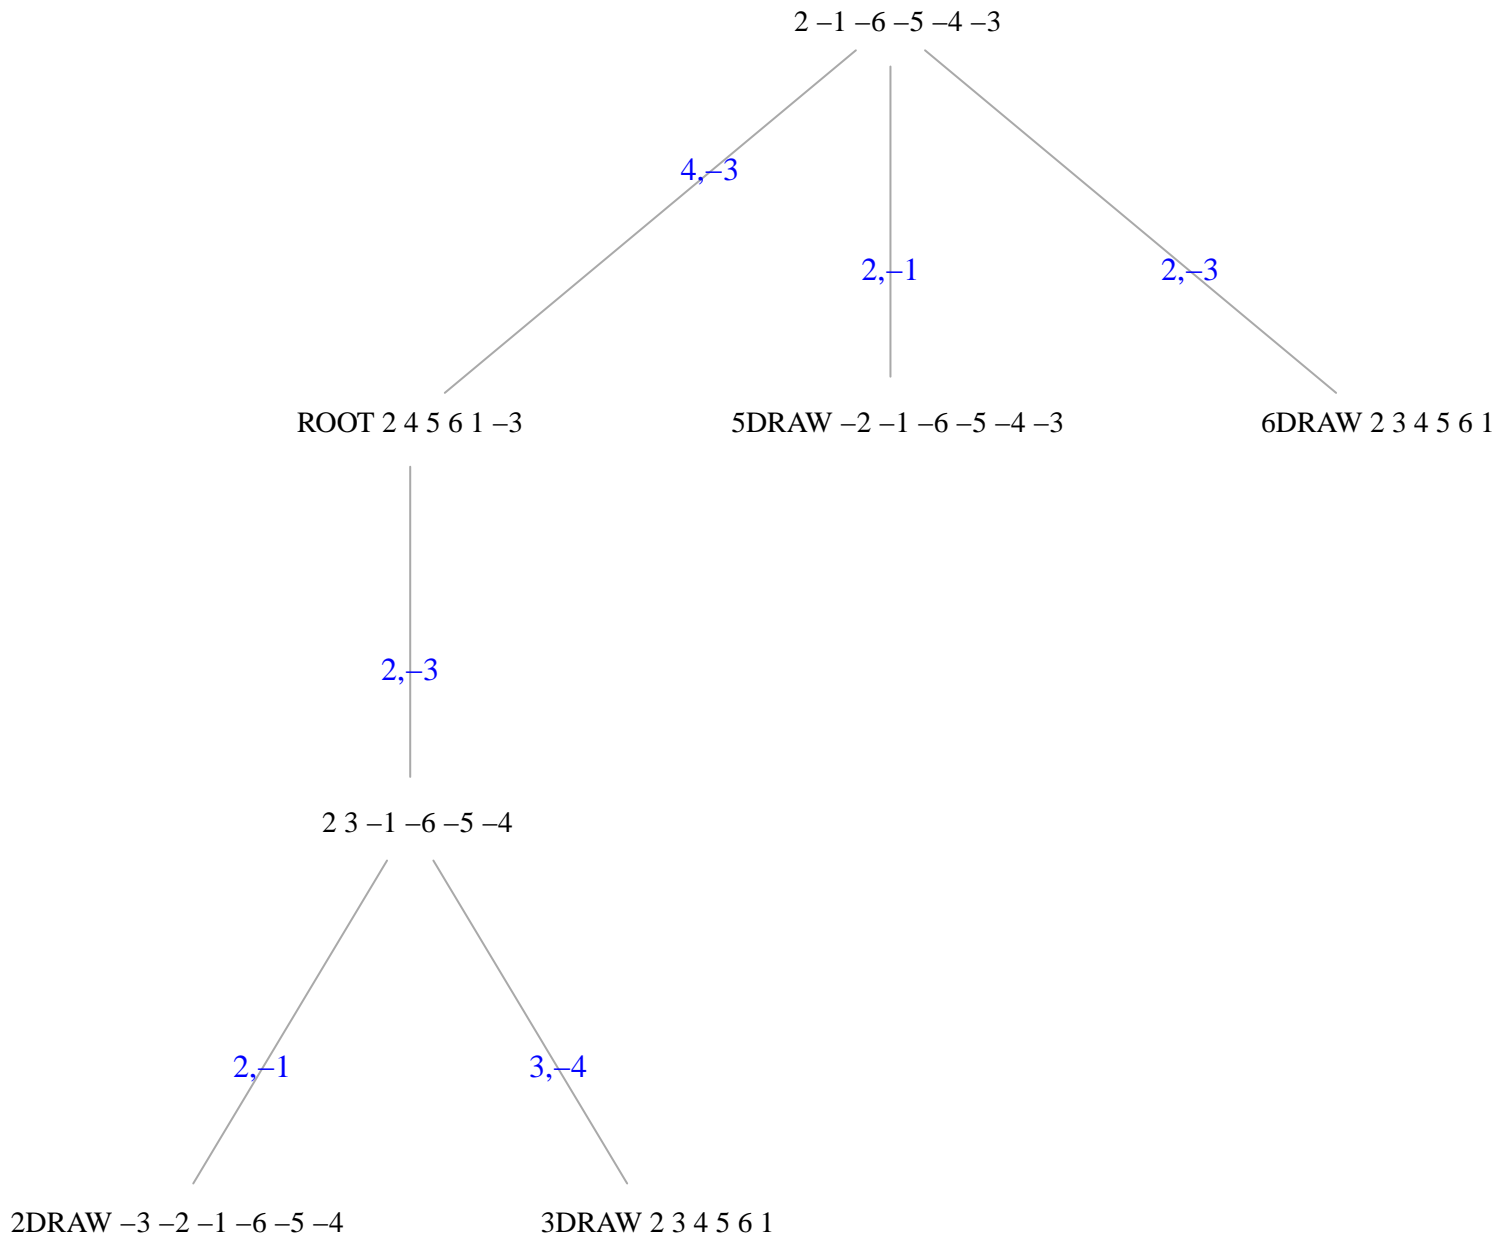 2 –1 –6 –5 –4 –3
4,–3
2,–1
2,–3
ROOT 2 4 5 6 1 –3
5DRAW –2 –1 –6 –5 –4 –3
6DRAW 2 3 4 5 6 1
2,–3
2 3 –1 –6 –5 –4
2,–1
3,–4
2DRAW –3 –2 –1 –6 –5 –4
3DRAW 2 3 4 5 6 1